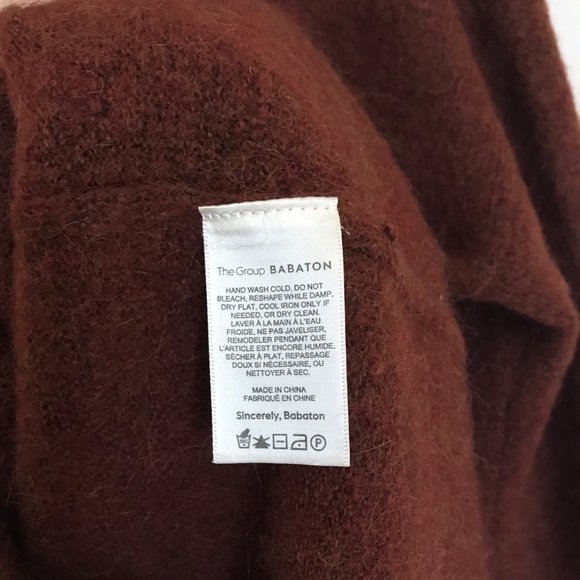 The Group BABATON
HAND WASH COLD, DO NOT
BLEACH, RESHAPE WHILE DAMP,
DRY FLAT, COOL IRON ONLY IF
NEEDED, OR DRY CLEAN.
LAVER À LA MAIN À L'EAU
FROIDE, NE PAS JAVELISER,
REMODELER PENDANT QUE
L'ARTICLE EST ENCORE HUMIDE.
SÉCHER À PLAT, REPASSAGE
DOUX SI NÉCESSAIRE, OU
NETTOYER À SEC.
MADE IN CHINA
FABRIQUÉ EN CHINE
Sincerely, Babaton
P